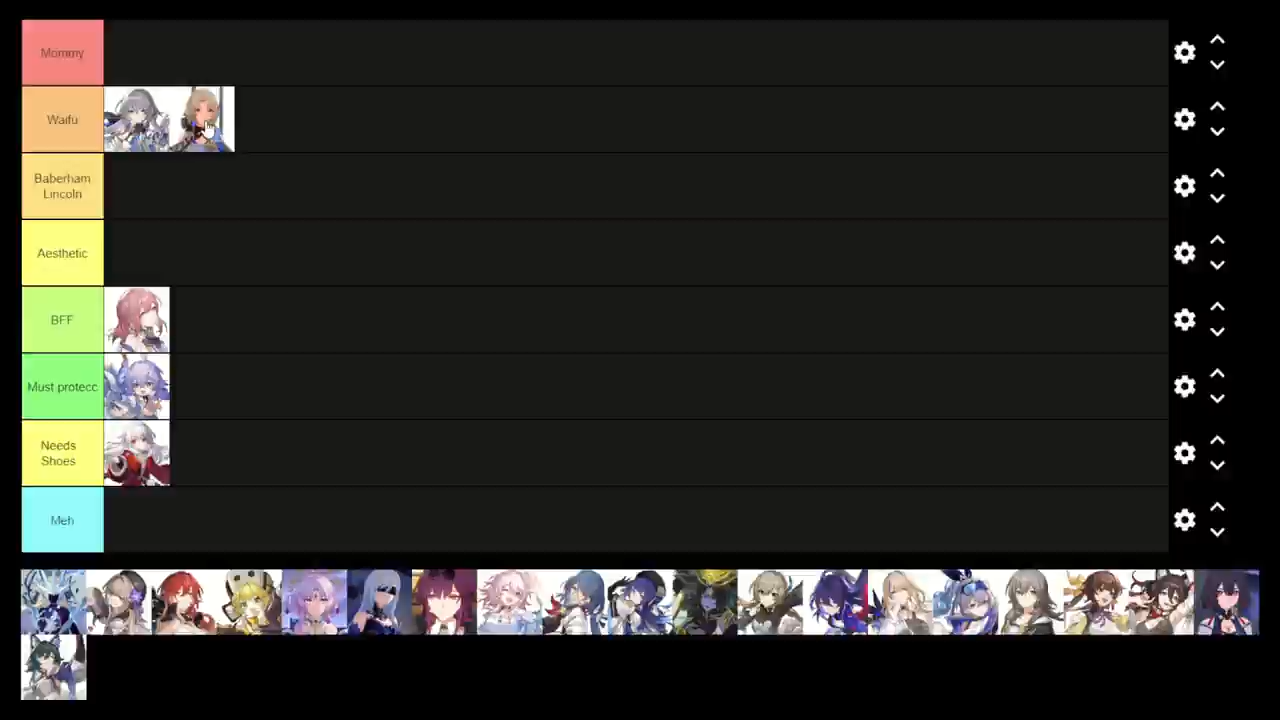 Mommy
Waifu
Baberham
Lincoln
Aesthetic
BFF
Must protecc
Needs
Shoes
Meh